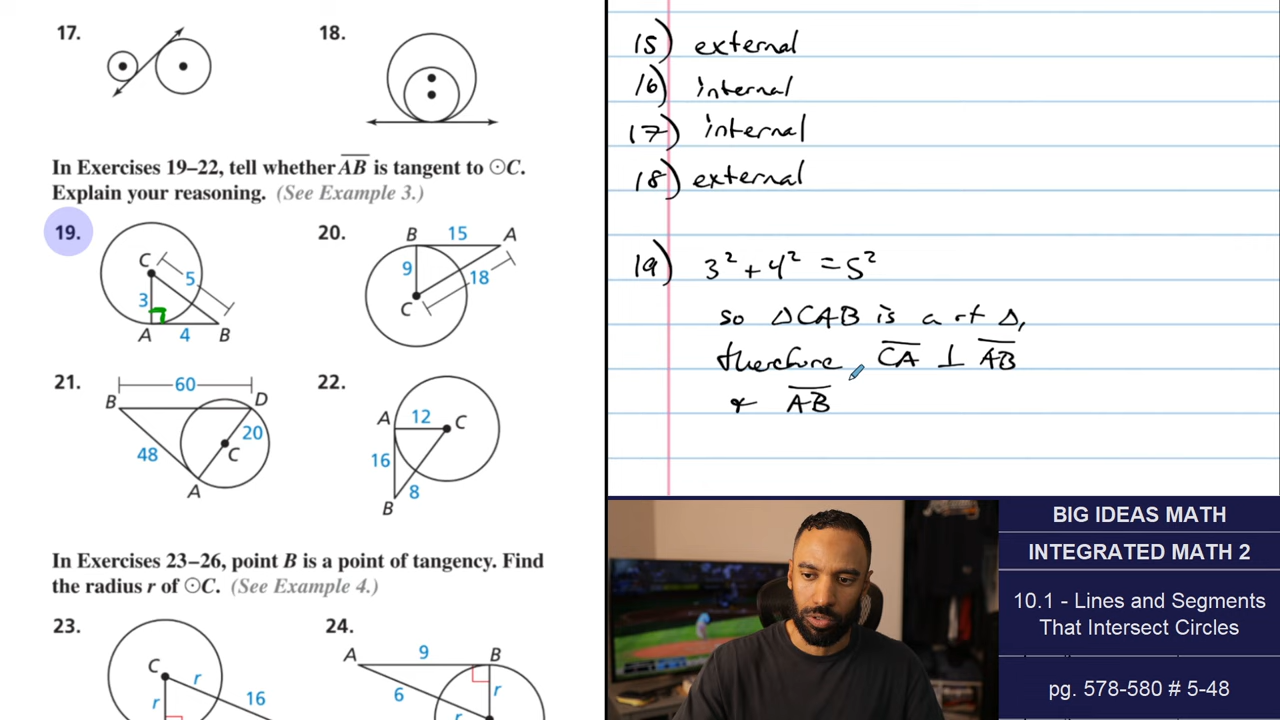 17.
18.
In Exercises 19–22, tell whether AB is tangent to ⊙C.
Explain your reasoning. (See Example 3.)
19.
C
5
3
A
4
B
20.
B
15
A
9
18
C
21.
60
B
D
20
C
48
A
22.
A
12
C
16
8
B
In Exercises 23–26, point B is a point of tangency. Find
the radius r of ⊙C. (See Example 4.)
23.
C
r
16
r
24.
A
9
B
6
r
r
15) external
16) internal
17) internal
18) external
19) 3² + 4² = 5²
so △CAB is a rt △,
therefore, CA ⊥ AB
& AB
BIG IDEAS MATH
INTEGRATED MATH 2
10.1 - Lines and Segments
That Intersect Circles
pg. 578-580 # 5-48